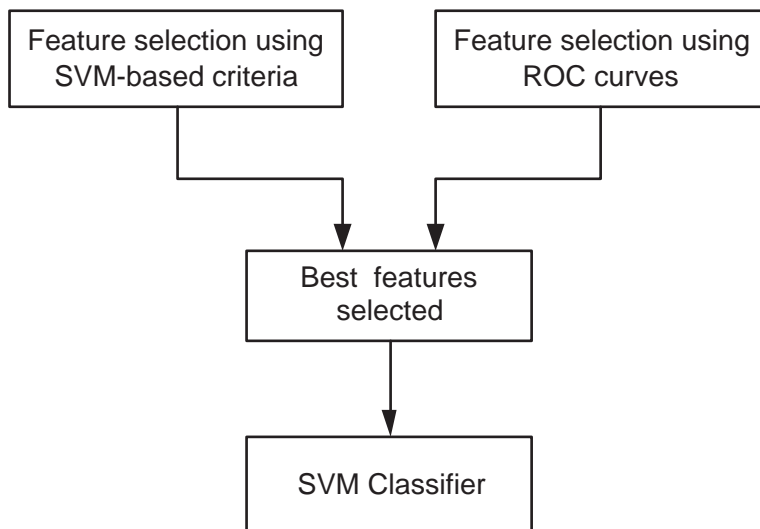 Feature selection using
SVM-based criteria
Feature selection using
ROC curves
Best features
selected
SVM Classifier